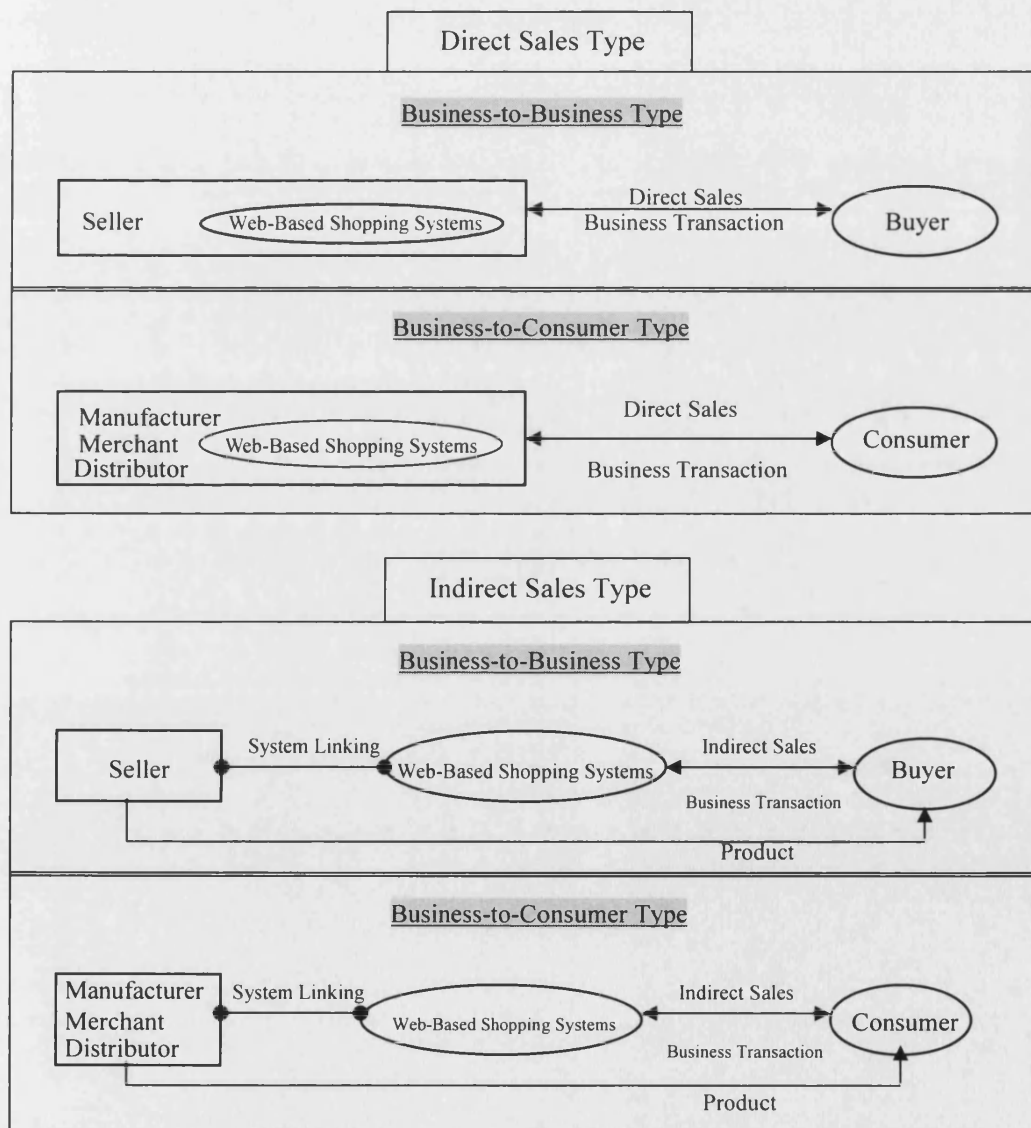 Direct Sales Type
Business-to-Business Type
Seller
Web-Based Shopping Systems
Direct Sales
Business Transaction
Buyer
Business-to-Consumer Type
Manufacturer
Merchant
Distributor
Web-Based Shopping Systems
Direct Sales
Business Transaction
Consumer
Indirect Sales Type
Business-to-Business Type
Seller
System Linking
Web-Based Shopping Systems
Indirect Sales
Business Transaction
Buyer
Product
Business-to-Consumer Type
Manufacturer
Merchant
Distributor
System Linking
Web-Based Shopping Systems
Indirect Sales
Business Transaction
Consumer
Product